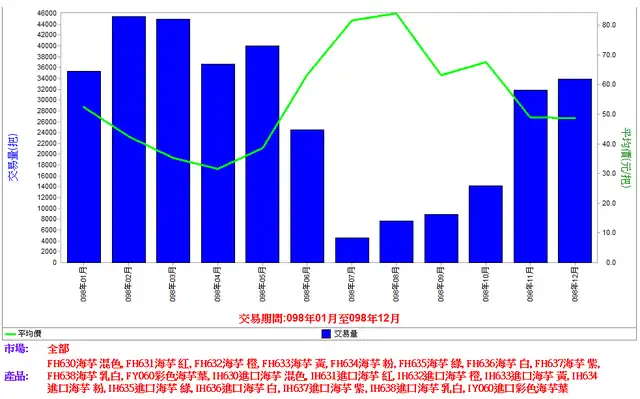 46000
44000
42000
40000
38000
36000
34000
32000
30000
28000
26000
24000
22000
20000
18000
16000
14000
12000
10000
8000
6000
4000
2000
0
交易量(把)
80.0
70.0
60.0
50.0
40.0
30.0
20.0
10.0
0.0
平均價(元/把)
098年01月
098年02月
098年03月
098年04月
098年05月
098年06月
098年07月
098年08月
098年09月
098年10月
098年11月
098年12月
交易期間:098年01月至098年12月
平均價 交易量
市場: 全部
產品: FH630海芋 混色, FH631海芋 紅, FH632海芋 橙, FH633海芋 黃, FH634海芋 粉, FH635海芋 綠, FH636海芋 白, FH637海芋 紫,
FH638海芋 乳白, FY060彩色海芋葉, IH630進口海芋 混色, IH631進口海芋 紅, IH632進口海芋 橙, IH633進口海芋 黃, IH634
進口海芋 粉, IH635進口海芋 綠, IH636進口海芋 白, IH637進口海芋 紫, IH638進口海芋 乳白, IY060進口彩色海芋葉